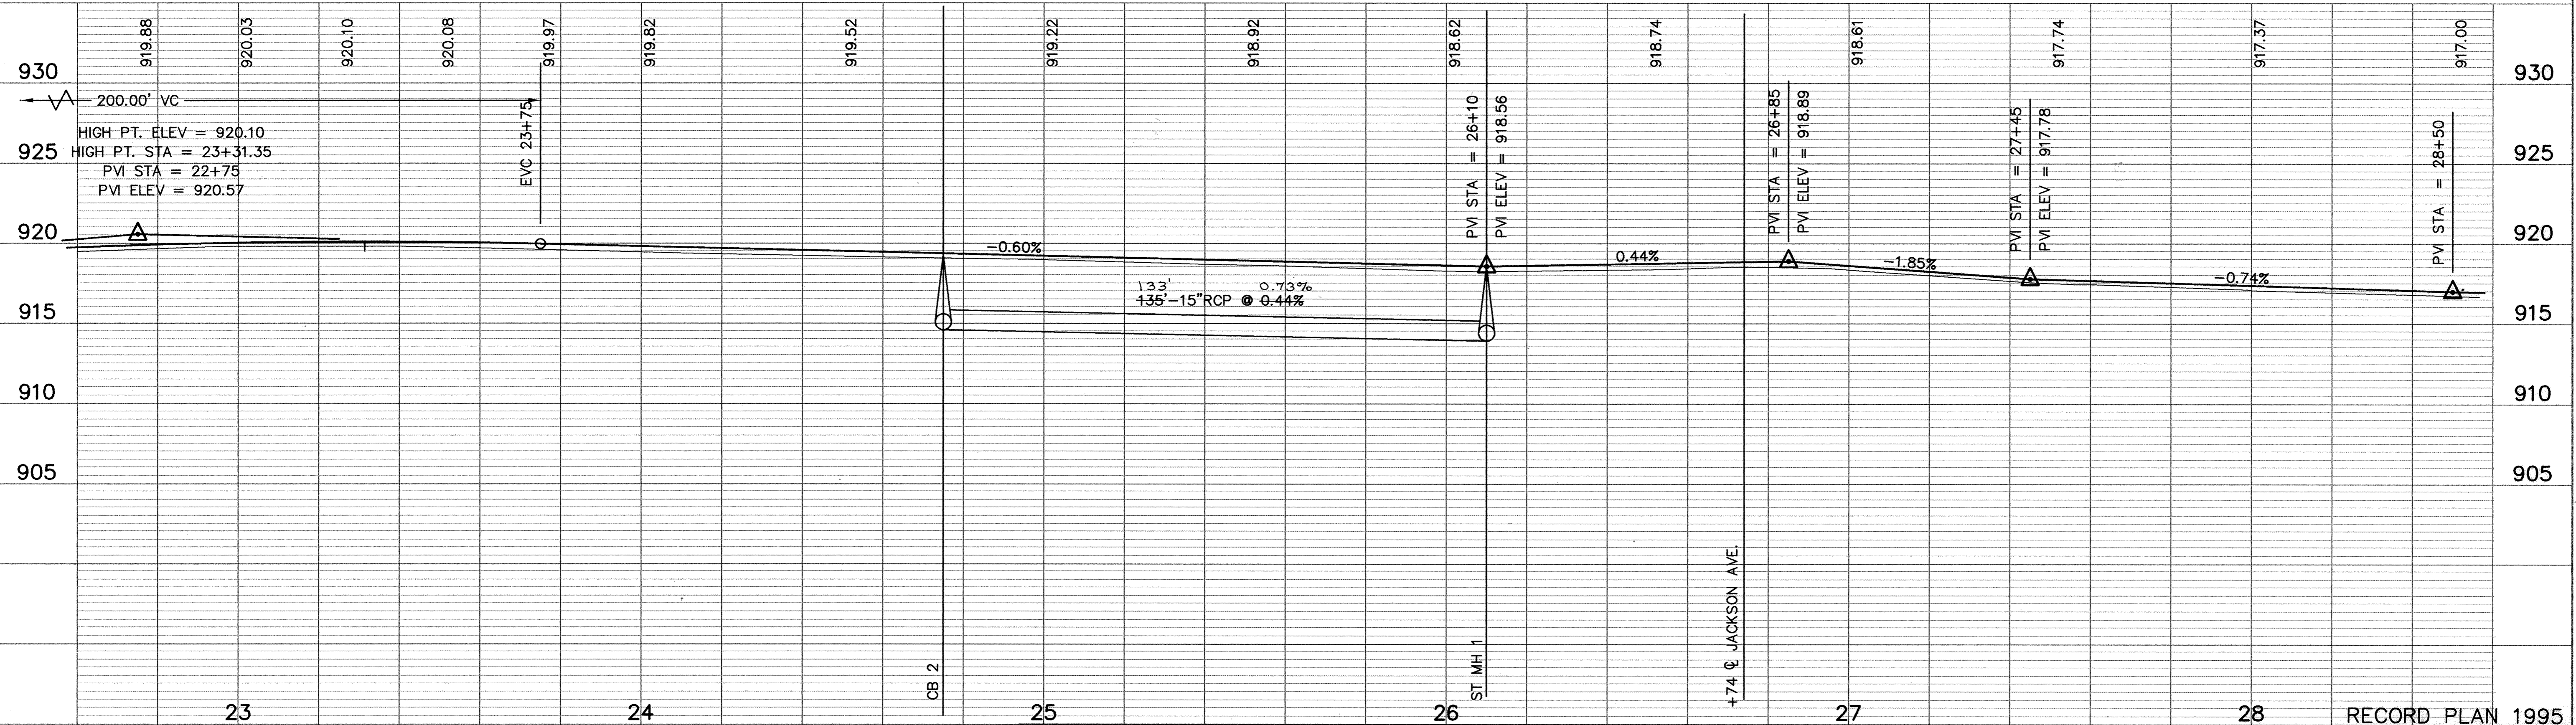 919.88
920.03
920.10
920.08
919.97
919.82
919.52
919.22
918.92
918.62
918.74
918.61
917.74
917.37
917.00
930
930
200.00' VC
HIGH PT. ELEV = 920.10
HIGH PT. STA = 23+31.35
PVI STA = 22+75
PVI ELEV = 920.57
EVC 23+75
PVI STA = 26+10
PVI ELEV = 918.56
PVI STA = 26+85
PVI ELEV = 918.89
PVI STA = 27+45
PVI ELEV = 917.78
PVI STA = 28+50
925
925
920
920
-0.60%
0.44%
-1.85%
-0.74%
133' 0.73%
135'-15"RCP @ 0.44%
915
915
910
910
905
905
CB 2
ST MH 1
+74 ℄ JACKSON AVE.
23
24
25
26
27
28
RECORD PLAN 1995